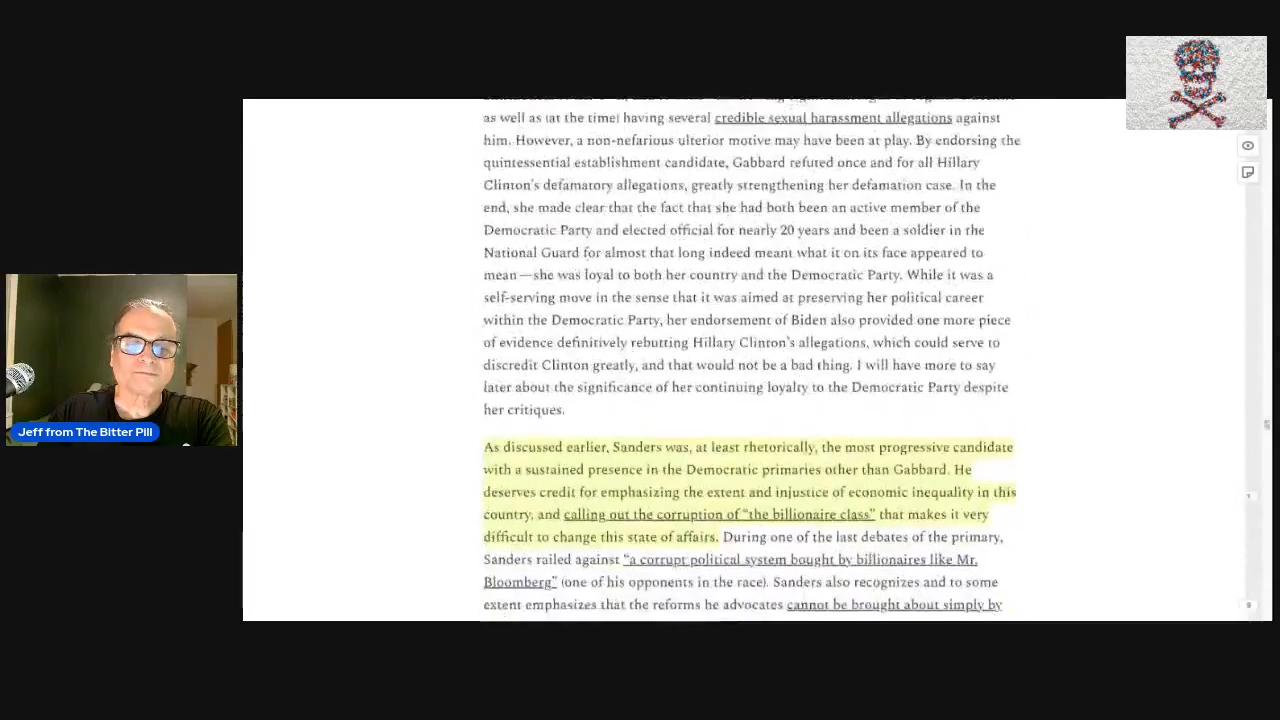 as well as (at the time) having several credible sexual harassment allegations against
him. However, a non-nefarious ulterior motive may have been at play. By endorsing the
quintessential establishment candidate, Gabbard refuted once and for all Hillary
Clinton's defamatory allegations, greatly strengthening her defamation case. In the
end, she made clear that the fact that she had both been an active member of the
Democratic Party and elected official for nearly 20 years and been a soldier in the
National Guard for almost that long indeed meant what it on its face appeared to
mean—she was loyal to both her country and the Democratic Party. While it was a
self-serving move in the sense that it was aimed at preserving her political career
within the Democratic Party, her endorsement of Biden also provided one more piece
of evidence definitively rebutting Hillary Clinton's allegations, which could serve to
discredit Clinton greatly, and that would not be a bad thing. I will have more to say
later about the significance of her continuing loyalty to the Democratic Party despite
her critiques.
As discussed earlier, Sanders was, at least rhetorically, the most progressive candidate
with a sustained presence in the Democratic primaries other than Gabbard. He
deserves credit for emphasizing the extent and injustice of economic inequality in this
country, and calling out the corruption of "the billionaire class" that makes it very
difficult to change this state of affairs. During one of the last debates of the primary,
Sanders railed against "a corrupt political system bought by billionaires like Mr.
Bloomberg" (one of his opponents in the race). Sanders also recognizes and to some
extent emphasizes that the reforms he advocates cannot be brought about simply by
Jeff from The Bitter Pill